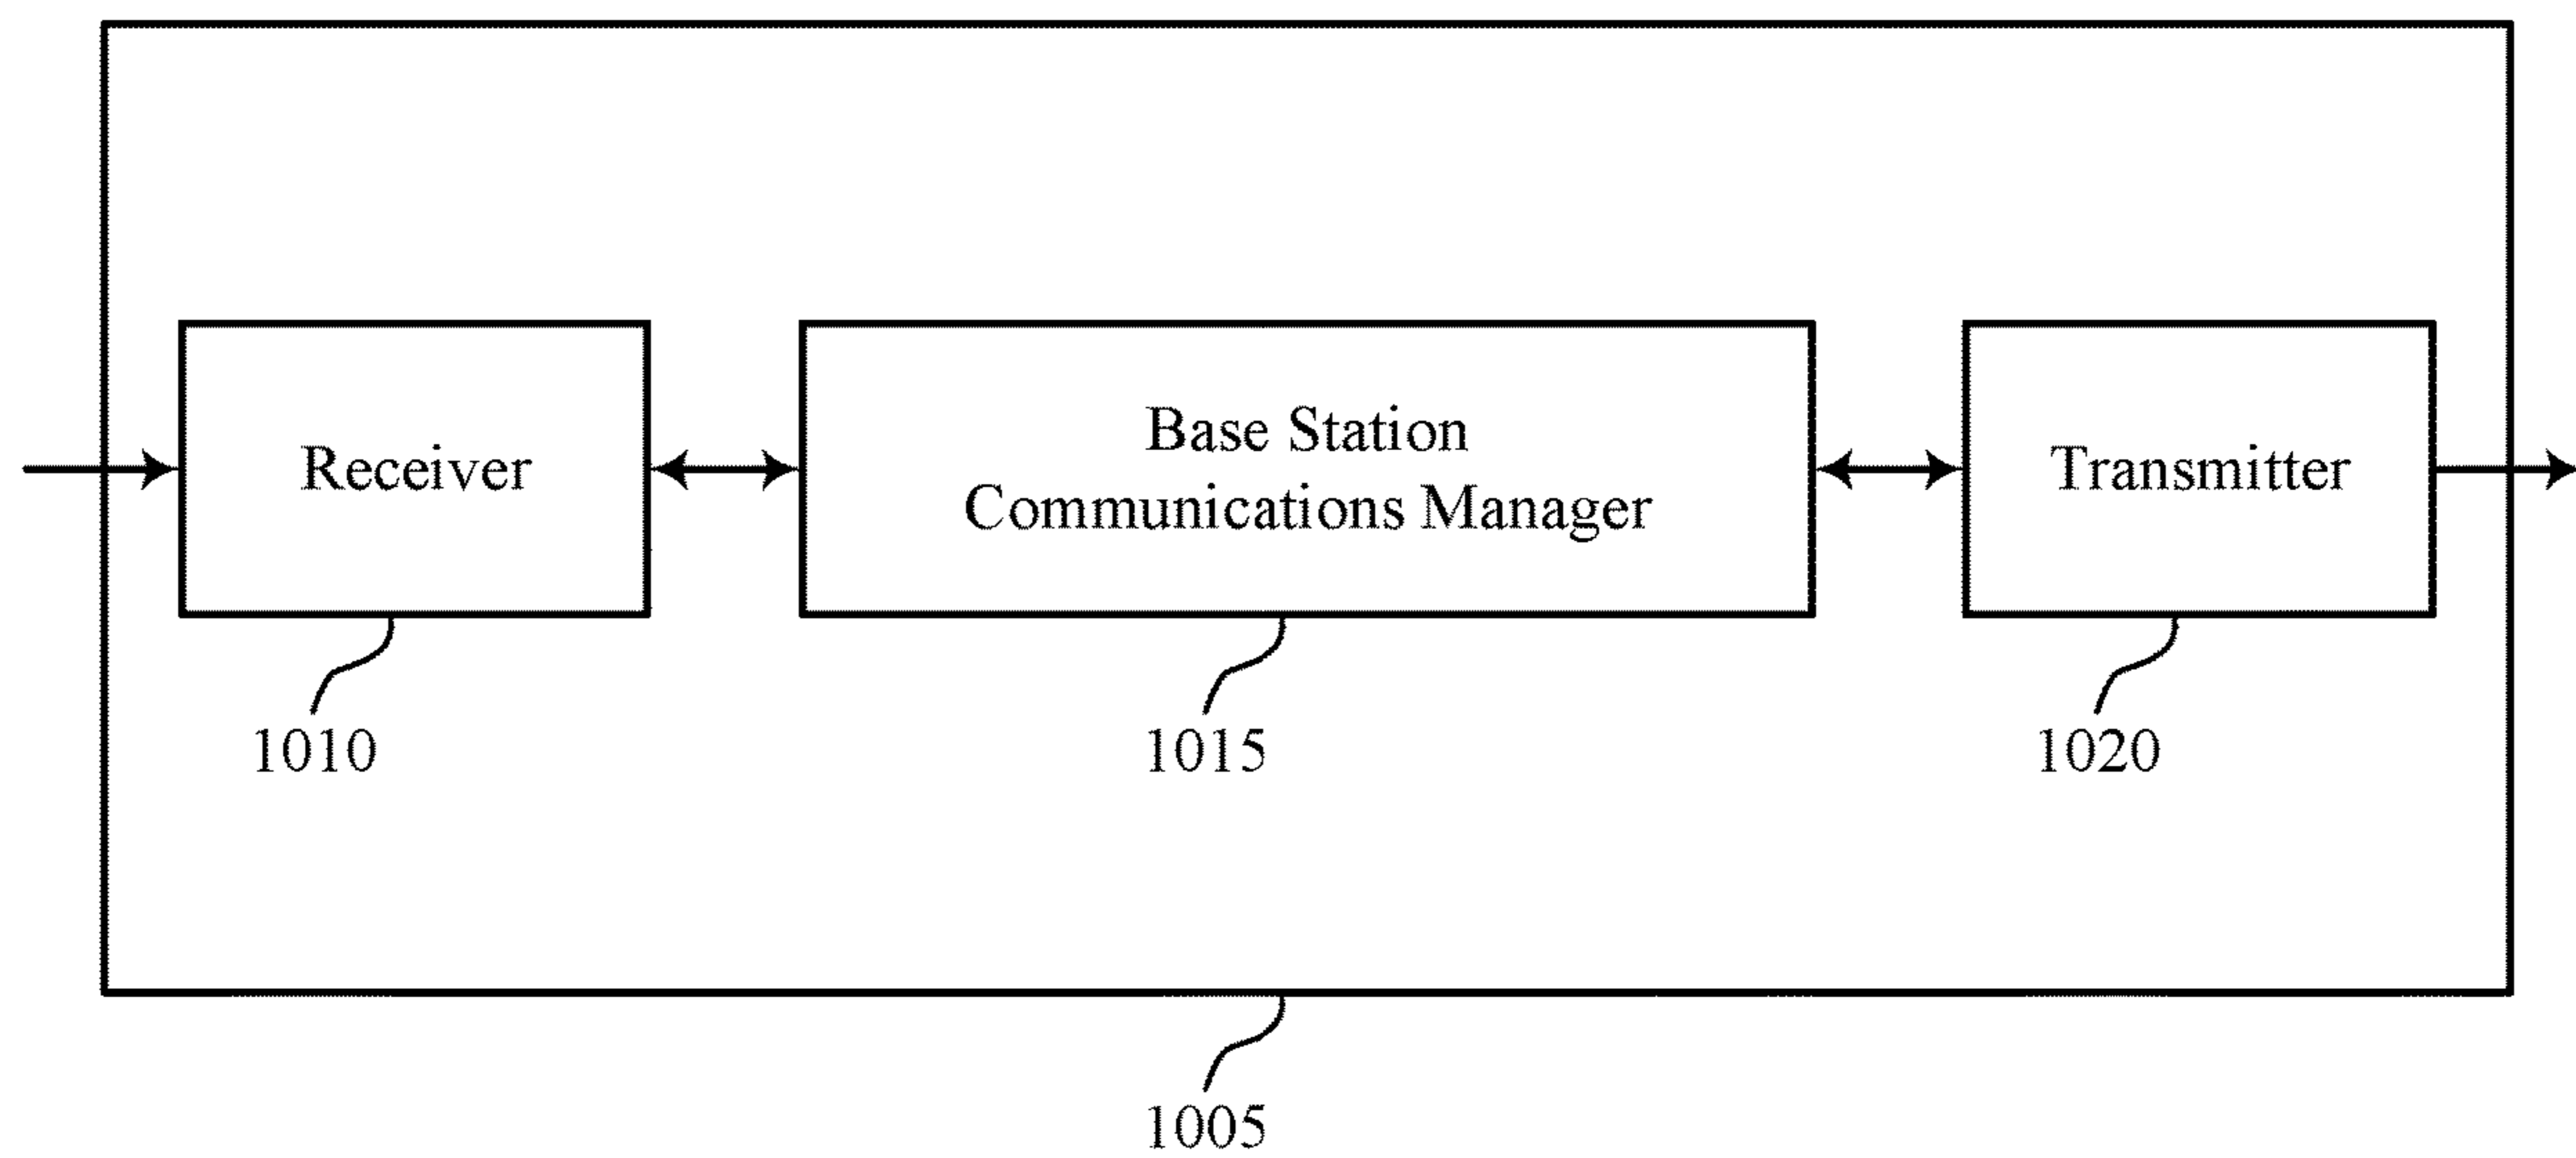 Receiver
Base Station
Communications Manager
Transmitter
1010
1015
1020
1005